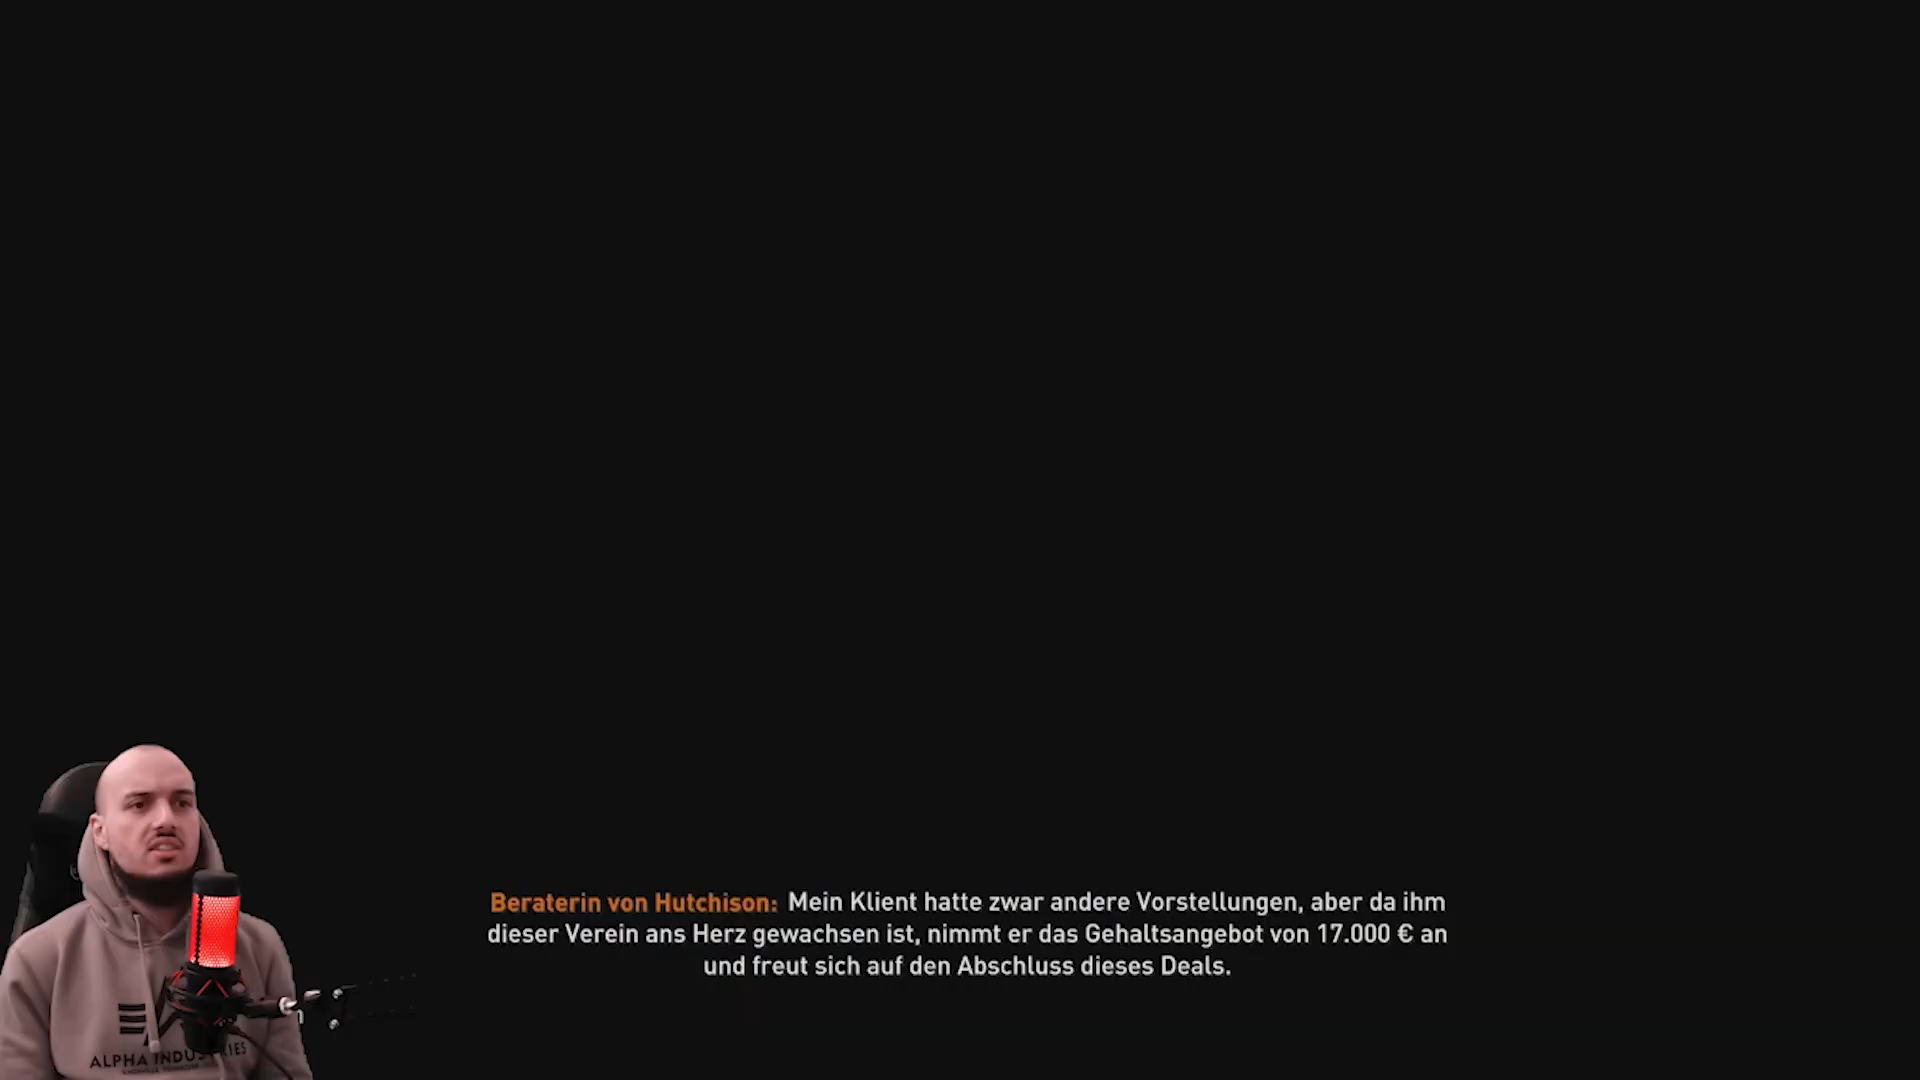 Beraterin von Hutchison: Mein Klient hatte zwar andere Vorstellungen, aber da ihm
dieser Verein ans Herz gewachsen ist, nimmt er das Gehaltsangebot von 17.000 € an
und freut sich auf den Abschluss dieses Deals.
ALPHA INDUSTRIES